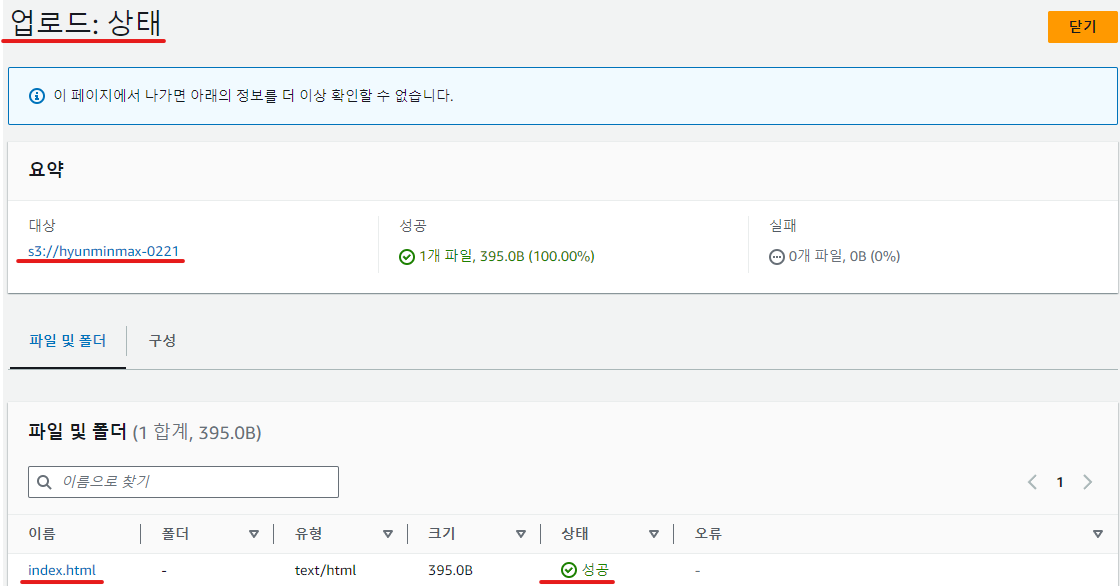 업로드: 상태
닫기
이 페이지에서 나가면 아래의 정보를 더 이상 확인할 수 없습니다.
요약
대상 성공 실패
s3://hyunminmax-0221 1개 파일, 395.0B (100.00%) 0개 파일, 0B (0%)
파일 및 폴더 구성
파일 및 폴더 (1 합계, 395.0B)
이름으로 찾기
1
이름 폴더 유형 크기 상태 오류
index.html - text/html 395.0B 성공 -